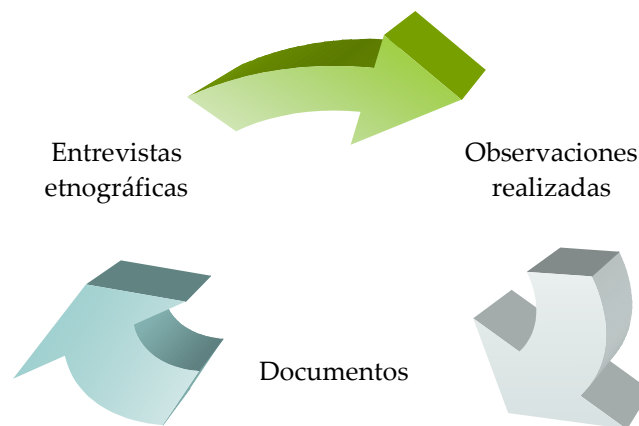 Entrevistas
etnográficas
Observaciones
realizadas
Documentos